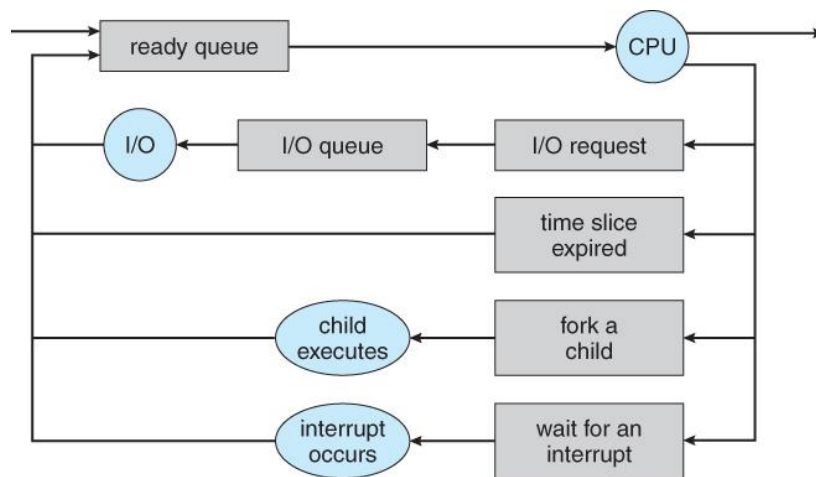 ready queue
CPU
I/O
I/O queue
I/O request
time slice
expired
child
executes
fork a
child
interrupt
occurs
wait for an
interrupt